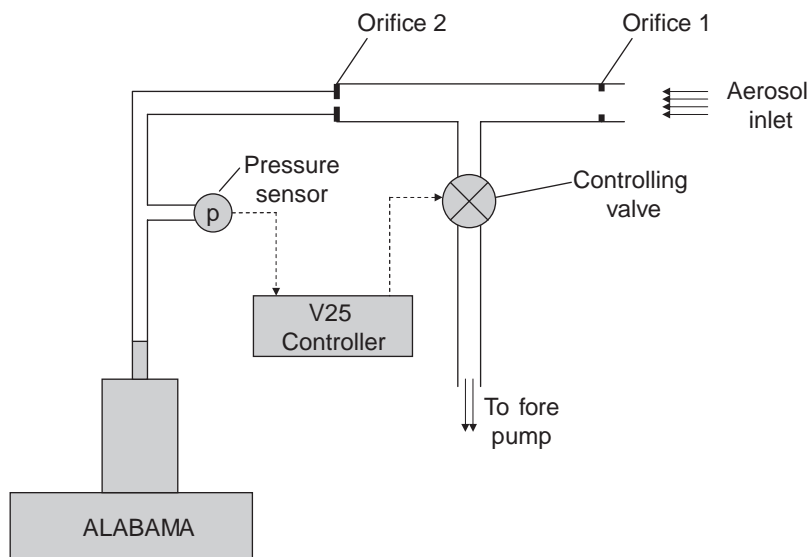 Orifice 2
Orifice 1
Aerosol
inlet
Pressure
sensor
p
Controlling
valve
V25
Controller
To fore
pump
ALABAMA